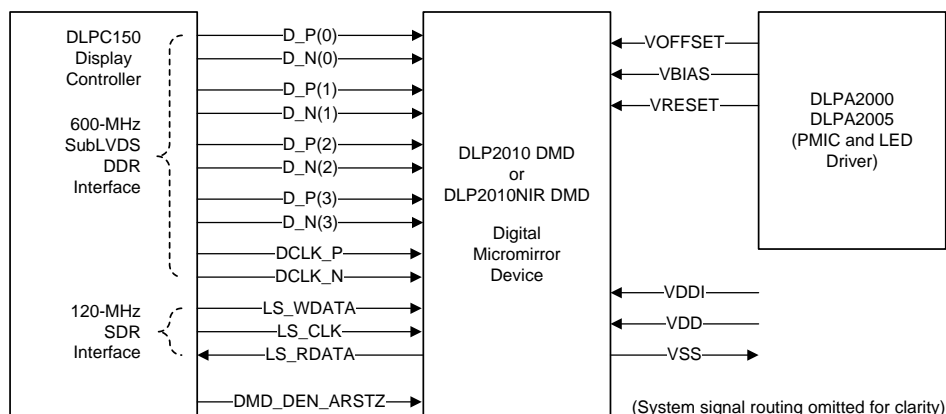 DLPC150
Display
Controller
600-MHz
SubLVDS
DDR
Interface
120-MHz
SDR
Interface
D_P(0)
D_N(0)
D_P(1)
D_N(1)
D_P(2)
D_N(2)
D_P(3)
D_N(3)
DCLK_P
DCLK_N
LS_WDATA
LS_CLK
LS_RDATA
DMD_DEN_ARSTZ
DLP2010 DMD
or
DLP2010NIR DMD
Digital
Micromirror
Device
VOFFSET
VBIAS
VRESET
VDDI
VDD
VSS
DLPA2000
DLPA2005
(PMIC and LED
Driver)
(System signal routing omitted for clarity)